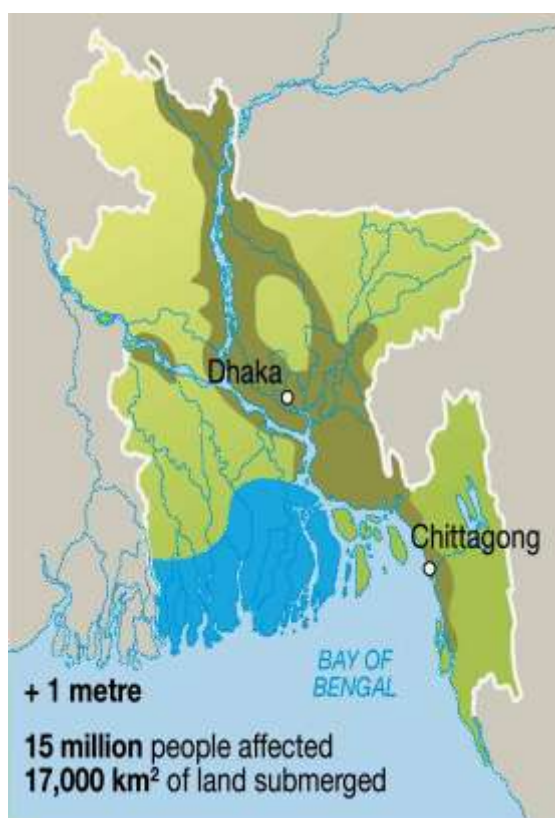 Dhaka
Chittagong
BAY OF
BENGAL
+ 1 metre
15 million people affected
17,000 km² of land submerged